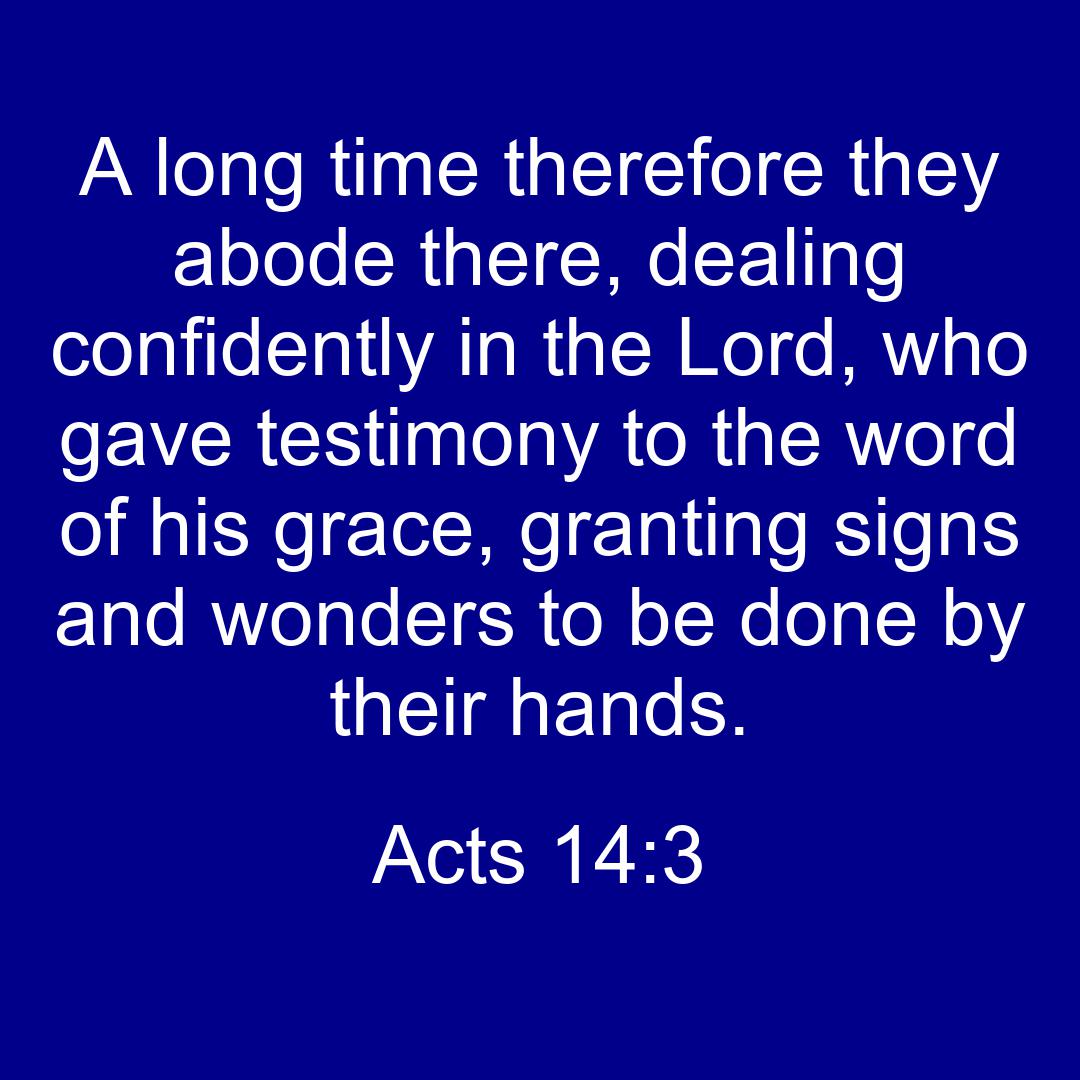 A long time therefore they
abode there, dealing
confidently in the Lord, who
gave testimony to the word
of his grace, granting signs
and wonders to be done by
their hands.
Acts 14:3